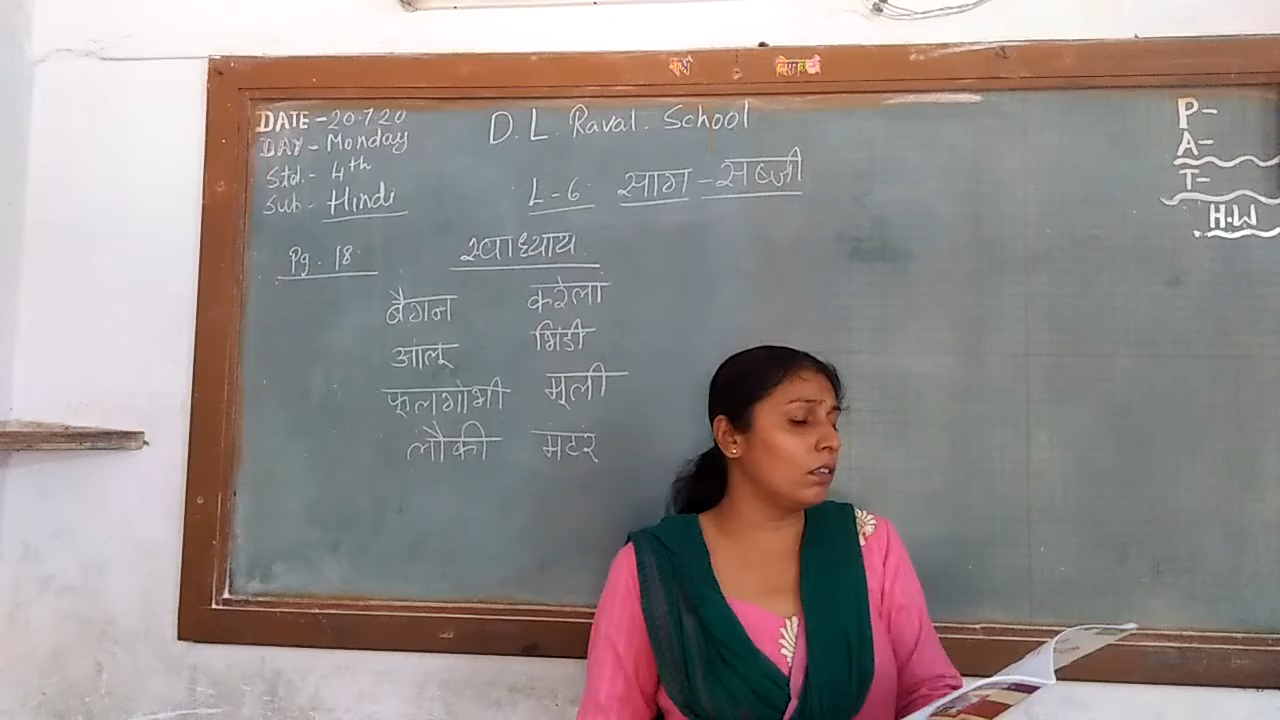 DATE - 20.7.20
DAY - Monday
Std. - 4th
Sub - Hindi
D. L. Raval. School
L - 6 साग - सब्जी
Pg. 18.
स्वाध्याय
बैगन करेला
आलू भिंडी
फूलगोभी मूली
लौकी मटर
P-
A-
T-
H.W